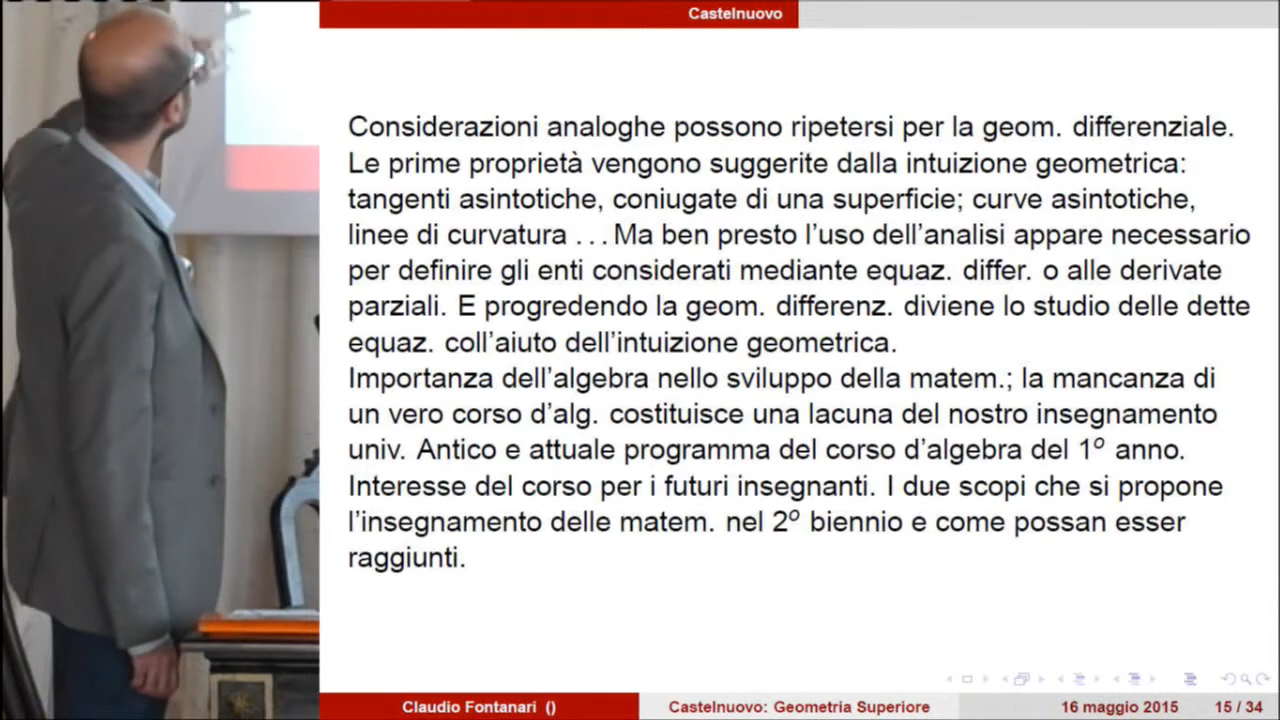 Castelnuovo
Considerazioni analoghe possono ripetersi per la geom. differenziale.
Le prime proprietà vengono suggerite dalla intuizione geometrica:
tangenti asintotiche, coniugate di una superficie; curve asintotiche,
linee di curvatura ... Ma ben presto l'uso dell'analisi appare necessario
per definire gli enti considerati mediante equaz. differ. o alle derivate
parziali. E progredendo la geom. differenz. diviene lo studio delle dette
equaz. coll'aiuto dell'intuizione geometrica.
Importanza dell'algebra nello sviluppo della matem.; la mancanza di
un vero corso d'alg. costituisce una lacuna del nostro insegnamento
univ. Antico e attuale programma del corso d'algebra del 1º anno.
Interesse del corso per i futuri insegnanti. I due scopi che si propone
l'insegnamento delle matem. nel 2º biennio e come possan esser
raggiunti.
Claudio Fontanari ()
Castelnuovo: Geometria Superiore
16 maggio 2015
15 / 34